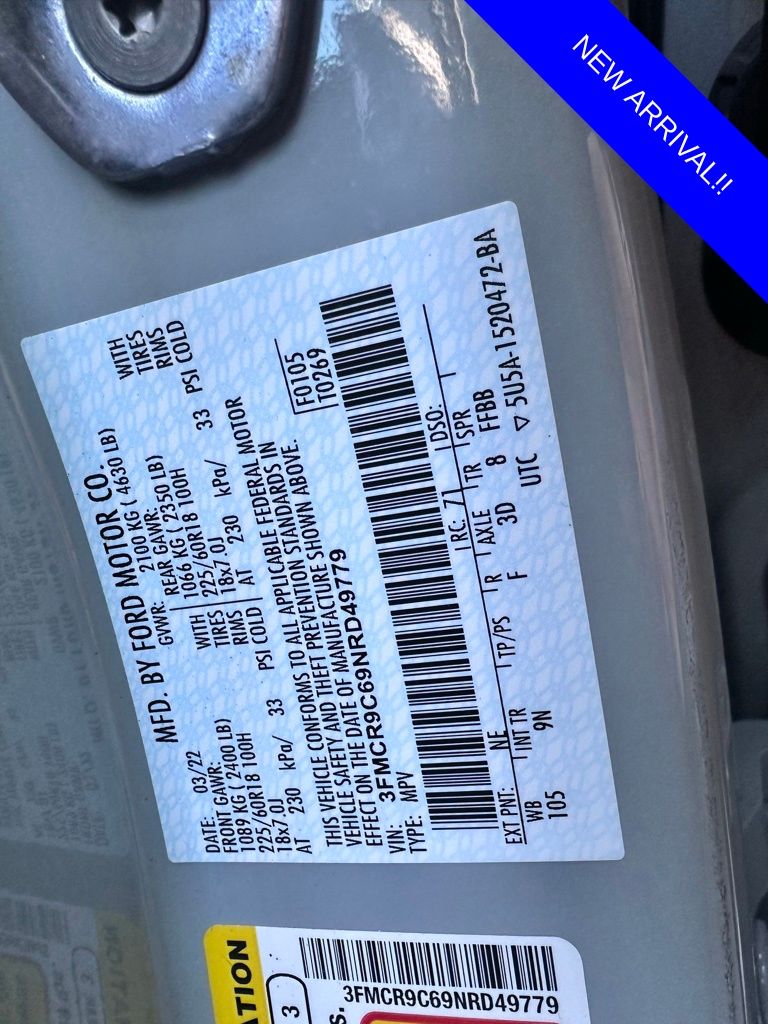 NEW ARRIVAL!!
MFD. BY FORD MOTOR CO.
DATE: 03/22
GVWR: 2100 KG ( 4630 LB)
FRONT GAWR:
1089 KG ( 2400 LB)
225/60R18 100H
18x7.0J
AT 230 kPa/ 33 PSI COLD
WITH
TIRES
RIMS
REAR GAWR:
1066 KG ( 2350 LB)
225/60R18 100H
18x7.0J
AT 230 kPa/ 33 PSI COLD
WITH
TIRES
RIMS
THIS VEHICLE CONFORMS TO ALL APPLICABLE FEDERAL MOTOR
VEHICLE SAFETY AND THEFT PREVENTION STANDARDS IN
EFFECT ON THE DATE OF MANUFACTURE SHOWN ABOVE.
VIN: 3FMCR9C69NRD49779
TYPE: MPV
F0105
T0269
EXT PNT: NE RC: 71 DSO:
WB INT TR TP/PS R AXLE TR SPR
105 9N F 3D 8 FFBB
UTC ▽ 5U5A-1520472-BA
ATION
3
s.
3FMCR9C69NRD49779